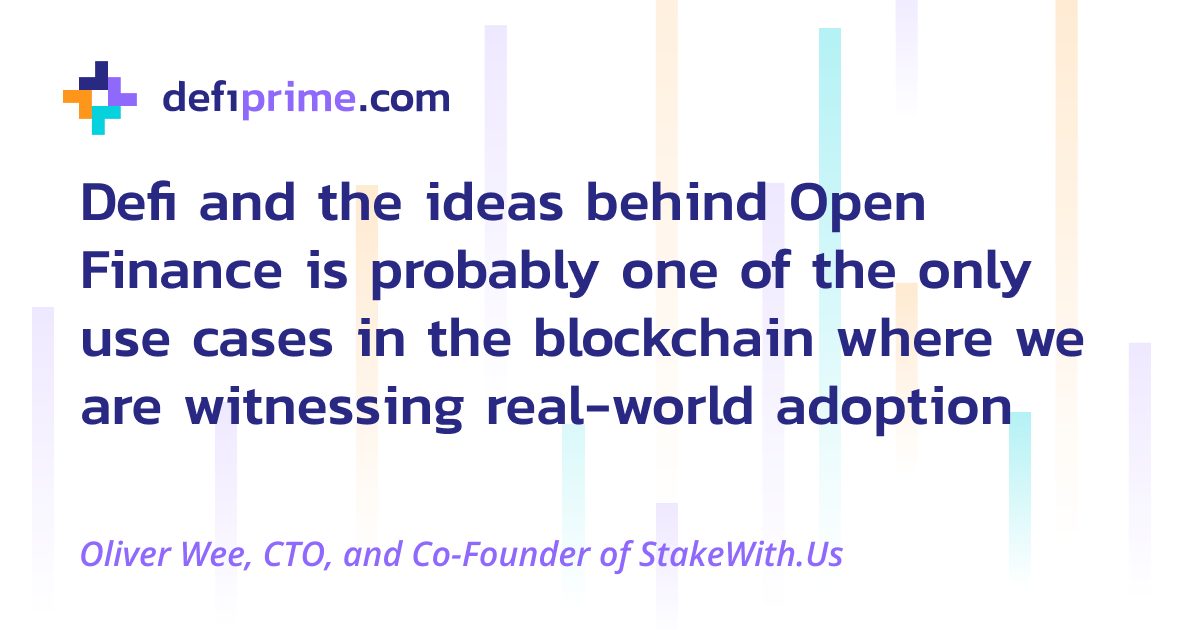 defiprime.com
Defi and the ideas behind Open
Finance is probably one of the only
use cases in the blockchain where we
are witnessing real-world adoption
Oliver Wee, CTO, and Co-Founder of StakeWith.Us